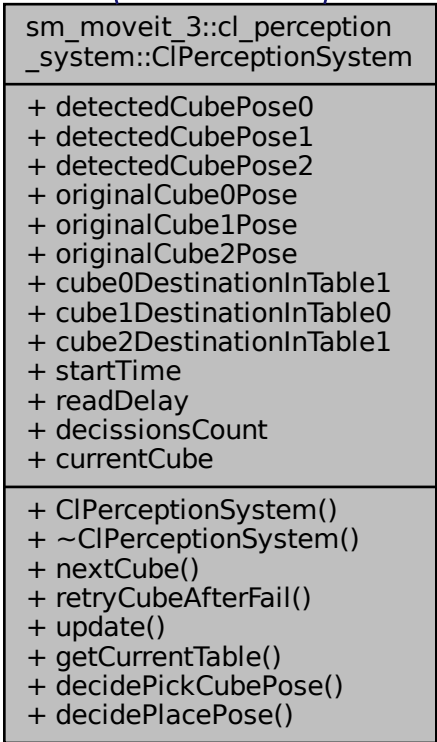 sm_moveit_3::cl_perception
_system::ClPerceptionSystem
+ detectedCubePose0
+ detectedCubePose1
+ detectedCubePose2
+ originalCube0Pose
+ originalCube1Pose
+ originalCube2Pose
+ cube0DestinationInTable1
+ cube1DestinationInTable0
+ cube2DestinationInTable1
+ startTime
+ readDelay
+ decissionsCount
+ currentCube
+ ClPerceptionSystem()
+ ~ClPerceptionSystem()
+ nextCube()
+ retryCubeAfterFail()
+ update()
+ getCurrentTable()
+ decidePickCubePose()
+ decidePlacePose()